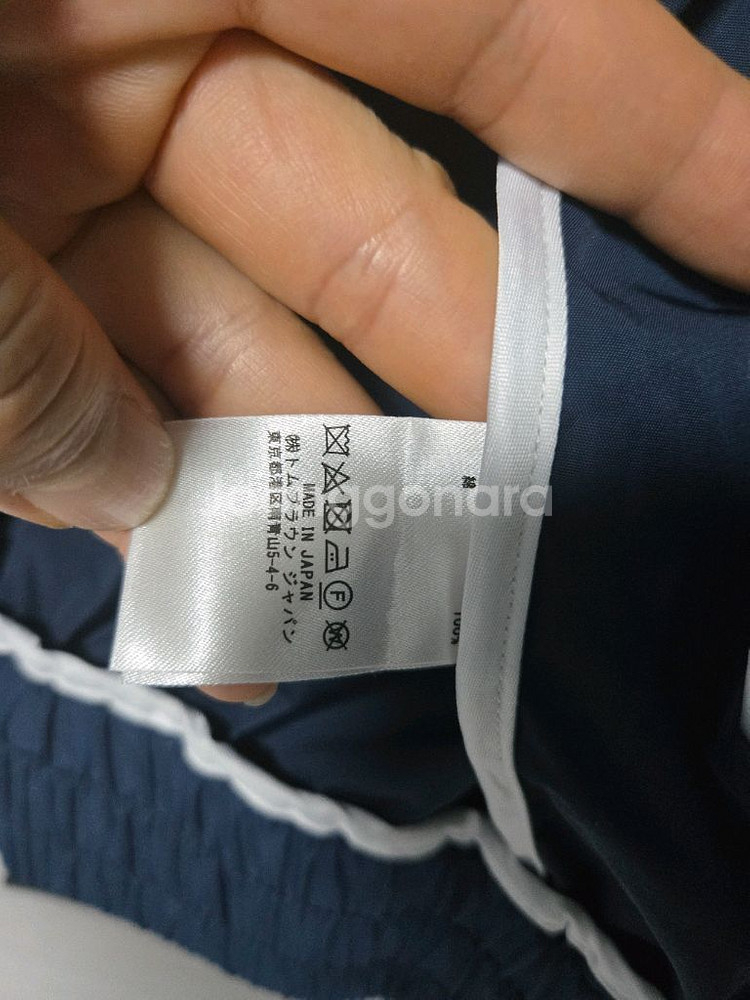 綿 100%
MADE IN JAPAN
㈱トムブラウン ジャパン
東京都港区南青山5-4-6
F
W
Joonggonara